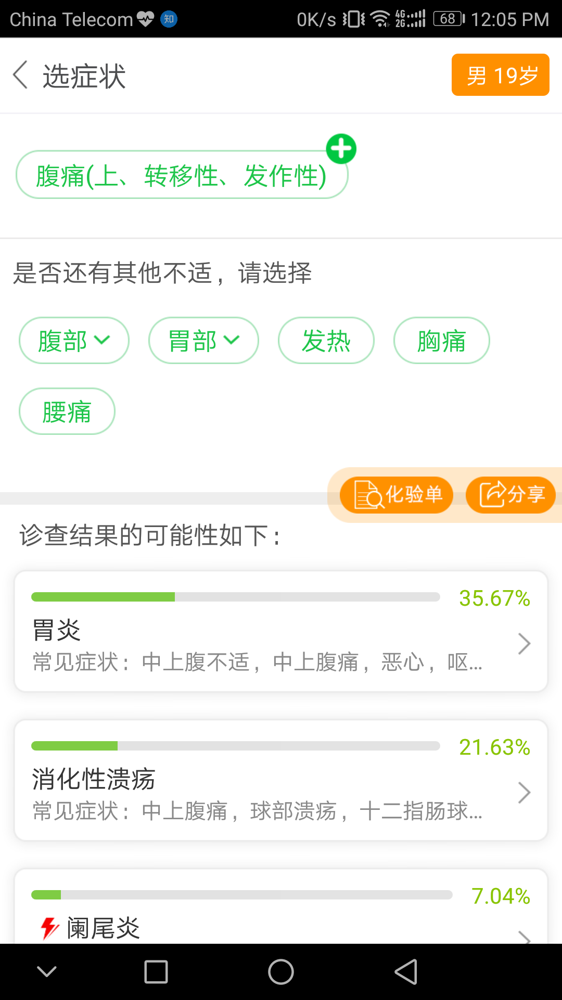 China Telecom 知 0K/s 4G 2G 68 12:05 PM
选症状 男 19岁
腹痛(上、转移性、发作性)
是否还有其他不适，请选择
腹部 胃部 发热 胸痛
腰痛
化验单 分享
诊查结果的可能性如下：
35.67%
胃炎
常见症状：中上腹不适，中上腹痛，恶心，呕...
21.63%
消化性溃疡
常见症状：中上腹痛，球部溃疡，十二指肠球...
7.04%
阑尾炎